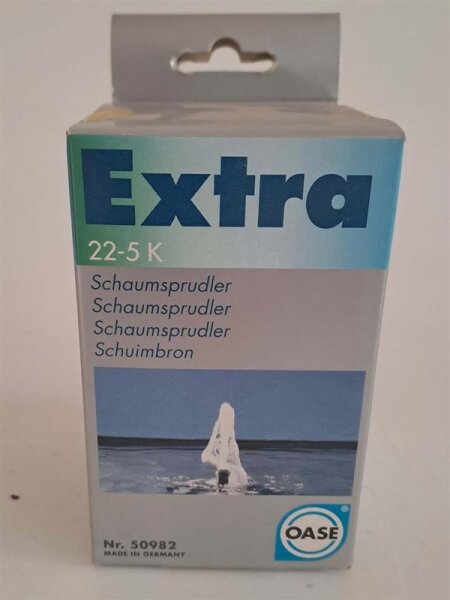 Extra
22-5 K
Schaumsprudler
Schaumsprudler
Schaumsprudler
Schuimbron
Nr. 50982
MADE IN GERMANY
OASE